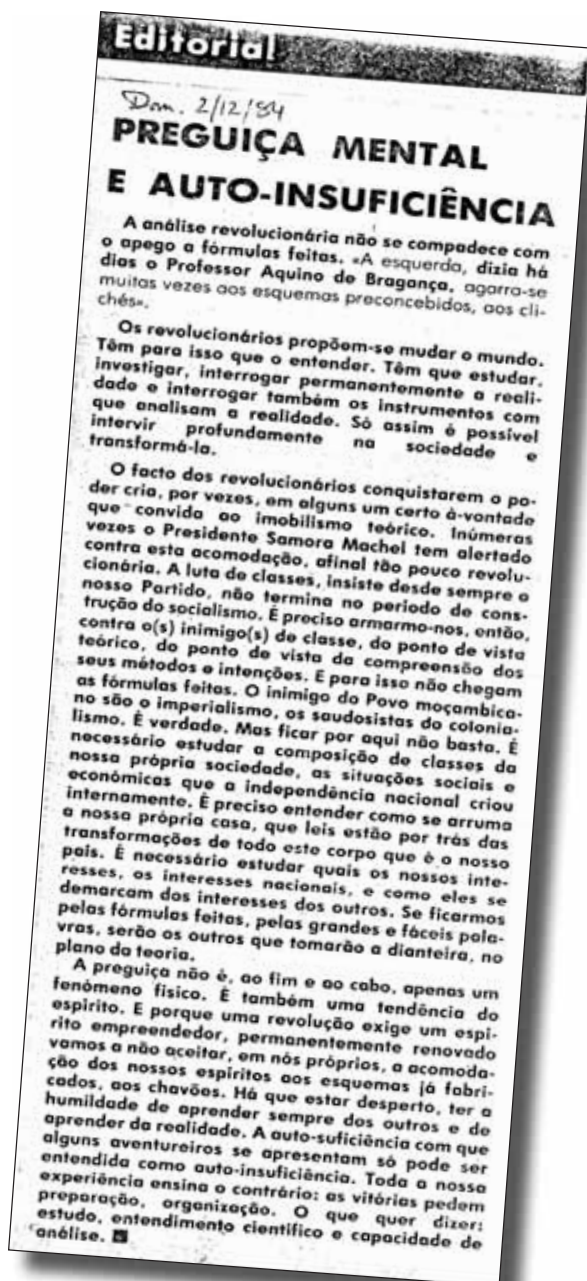 Editorial
Dom. 2/12/84
PREGUIÇA MENTAL
E AUTO-INSUFICIÊNCIA
A análise revolucionária não se compadece com
o apego a fórmulas feitas. «A esquerda, dizia há
dias o Professor Aquino de Bragança, agarra-se
muitas vezes aos esquemas preconcebidos, aos cli-
chés».
Os revolucionários propõem-se mudar o mundo.
Têm para isso que o entender. Têm que estudar,
investigar, interrogar permanentemente a reali-
dade e interrogar também os instrumentos com
que analisam a realidade. Só assim é possível
intervir profundamente na sociedade e
transformá-la.
O facto dos revolucionários conquistarem o po-
der cria, por vezes, em alguns um certo à-vontade
que convida ao imobilismo teórico. Inúmeras
vezes o Presidente Samora Machel tem alertado
contra esta acomodação, afinal tão pouco revolu-
cionária. A luta de classes, insiste desde sempre o
nosso Partido, não termina no período de cons-
trução do socialismo. É preciso armarmo-nos, então,
contra o(s) inimigo(s) de classe, do ponto de vista
teórico, do ponto de vista da compreensão dos
seus métodos e intenções. E para isso não chegam
as fórmulas feitas. O inimigo do Povo moçambica-
no são o imperialismo, os saudosistas do colonia-
lismo. É verdade. Mas ficar por aqui não basta. É
necessário estudar a composição de classes da
nossa própria sociedade, as situações sociais e
económicas que a independência nacional criou
internamente. É preciso entender como se arruma
a nossa própria casa, que leis estão por trás das
transformações de todo este corpo que é o nosso
país. É necessário estudar quais os nossos inte-
resses, os interesses nacionais, e como eles se
demarcam dos interesses dos outros. Se ficarmos
pelas fórmulas feitas, pelas grandes e fáceis pala-
vras, serão os outros que tomarão a dianteira, no
plano da teoria.
A preguiça não é, ao fim e ao cabo, apenas um
fenómeno físico. É também uma tendência do
espírito. E porque uma revolução exige um espí-
rito empreendedor, permanentemente renovado
vamos a não aceitar, em nós próprios, a acomoda-
ção dos nossos espíritos aos esquemas já fabri-
cados, aos chavões. Há que estar desperto, ter a
humildade de aprender sempre dos outros e de
aprender da realidade. A auto-suficiência com que
alguns aventureiros se apresentam só pode ser
entendida como auto-insuficiência. Toda a nossa
experiência ensina o contrário: as vitórias pedem
preparação, organização. O que quer dizer:
estudo, entendimento científico e capacidade de
análise.